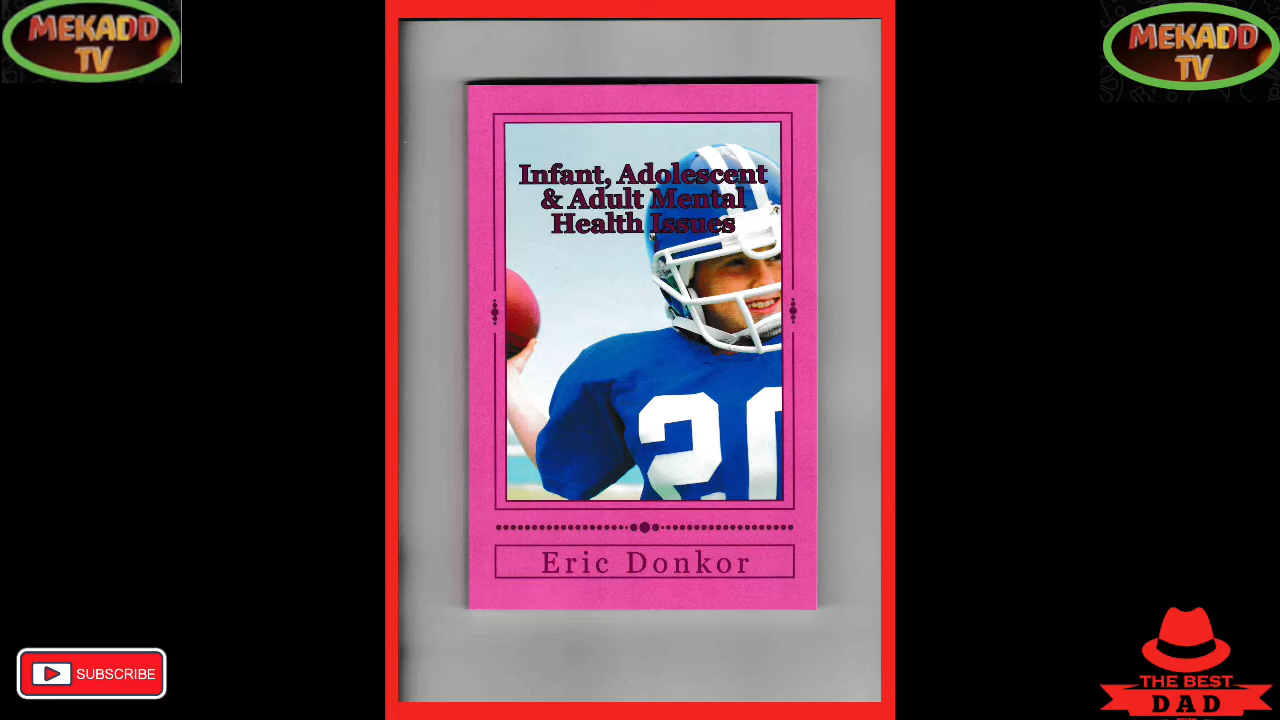 MEKADD
TV
MEKADD
TV
Infant, Adolescent
& Adult Mental
Health Issues
20
Eric Donkor
SUBSCRIBE
THE BEST
DAD